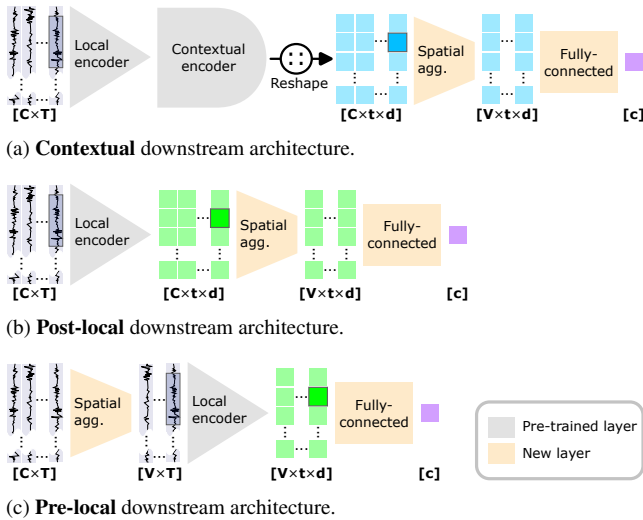 Local encoder
Contextual encoder
Reshape
Spatial agg.
Fully-connected
[C×T]
[C×t×d]
[V×t×d]
[c]
(a) Contextual downstream architecture.
Local encoder
Spatial agg.
Fully-connected
[C×T]
[C×t×d]
[V×t×d]
[c]
(b) Post-local downstream architecture.
Spatial agg.
Local encoder
Fully-connected
[C×T]
[V×T]
[V×t×d]
[c]
Pre-trained layer
New layer
(c) Pre-local downstream architecture.